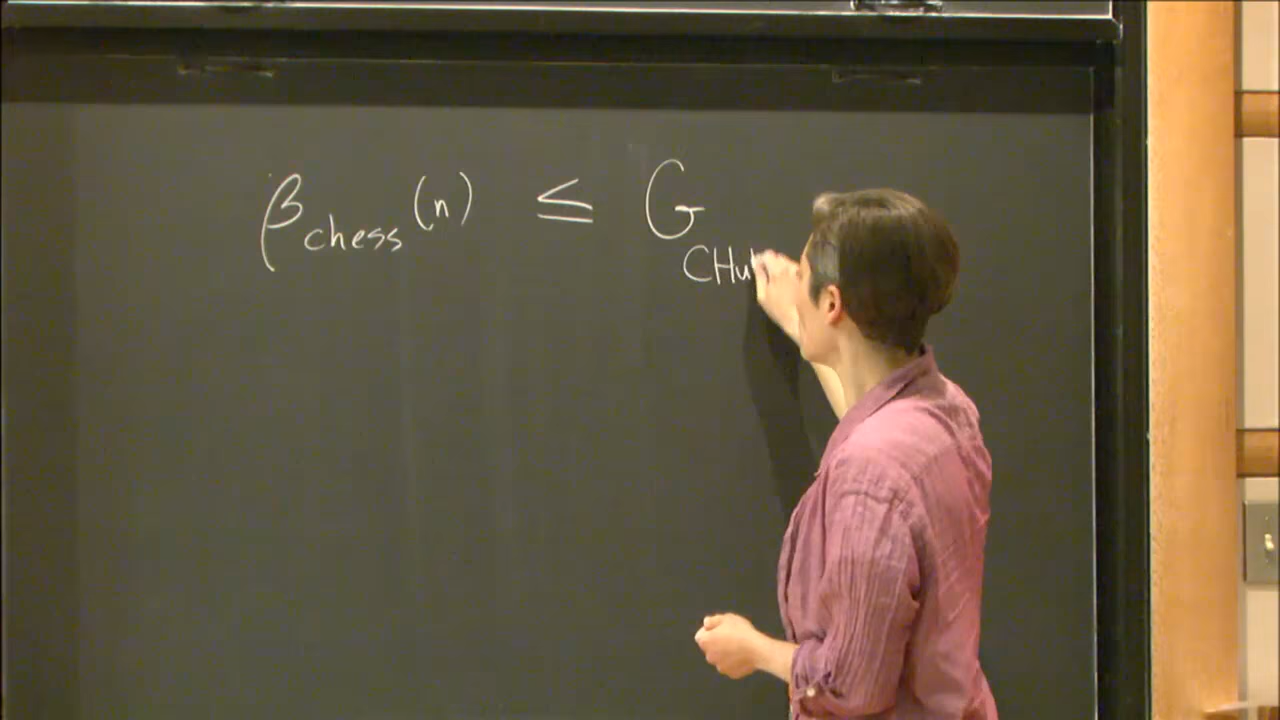 βchess(n) ≤ G CHu